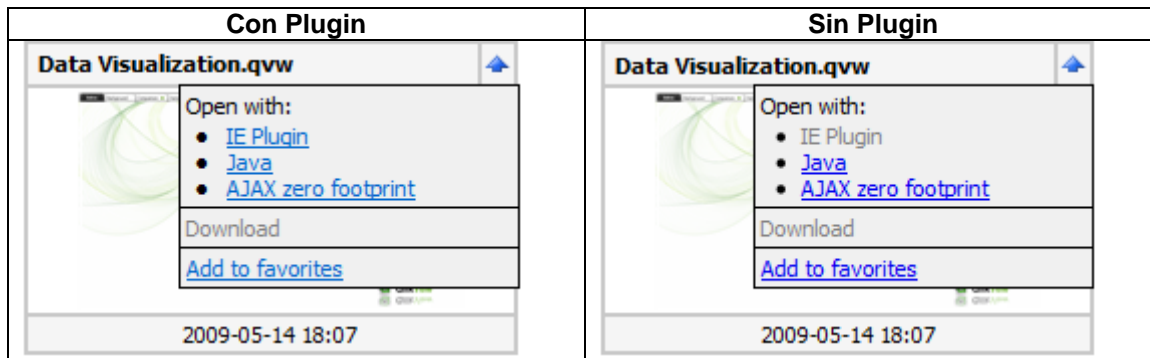 Con Plugin
Data Visualization.qvw
Open with:
• IE Plugin
• Java
• AJAX zero footprint
Download
Add to favorites
2009-05-14 18:07
Sin Plugin
Data Visualization.qvw
Open with:
• IE Plugin
• Java
• AJAX zero footprint
Download
Add to favorites
2009-05-14 18:07